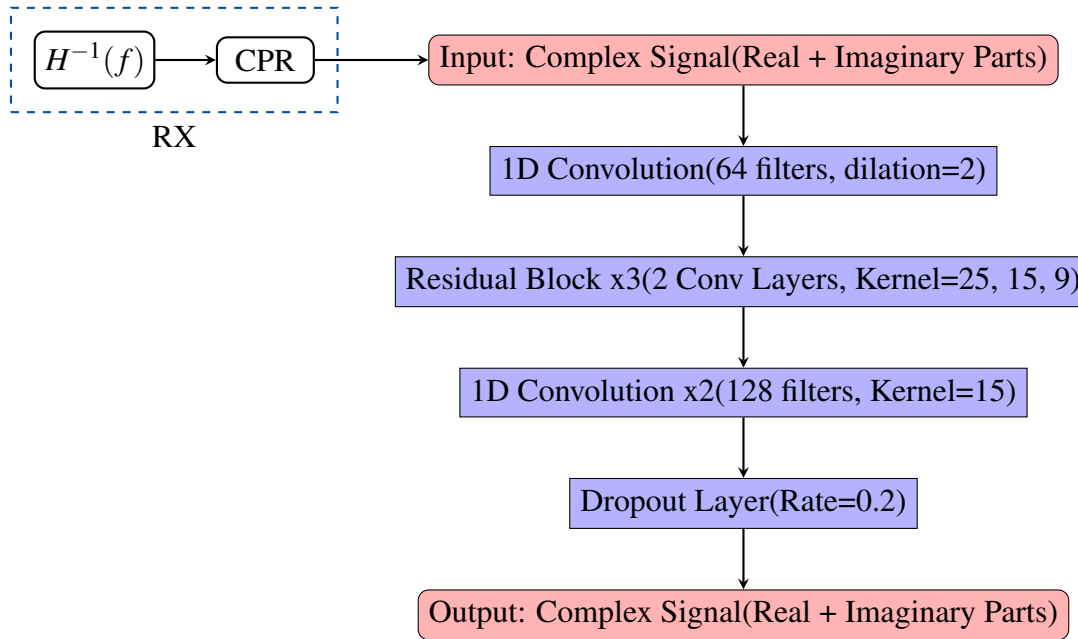 H⁻¹(f)
CPR
RX
Input: Complex Signal(Real + Imaginary Parts)
1D Convolution(64 filters, dilation=2)
Residual Block x3(2 Conv Layers, Kernel=25, 15, 9)
1D Convolution x2(128 filters, Kernel=15)
Dropout Layer(Rate=0.2)
Output: Complex Signal(Real + Imaginary Parts)